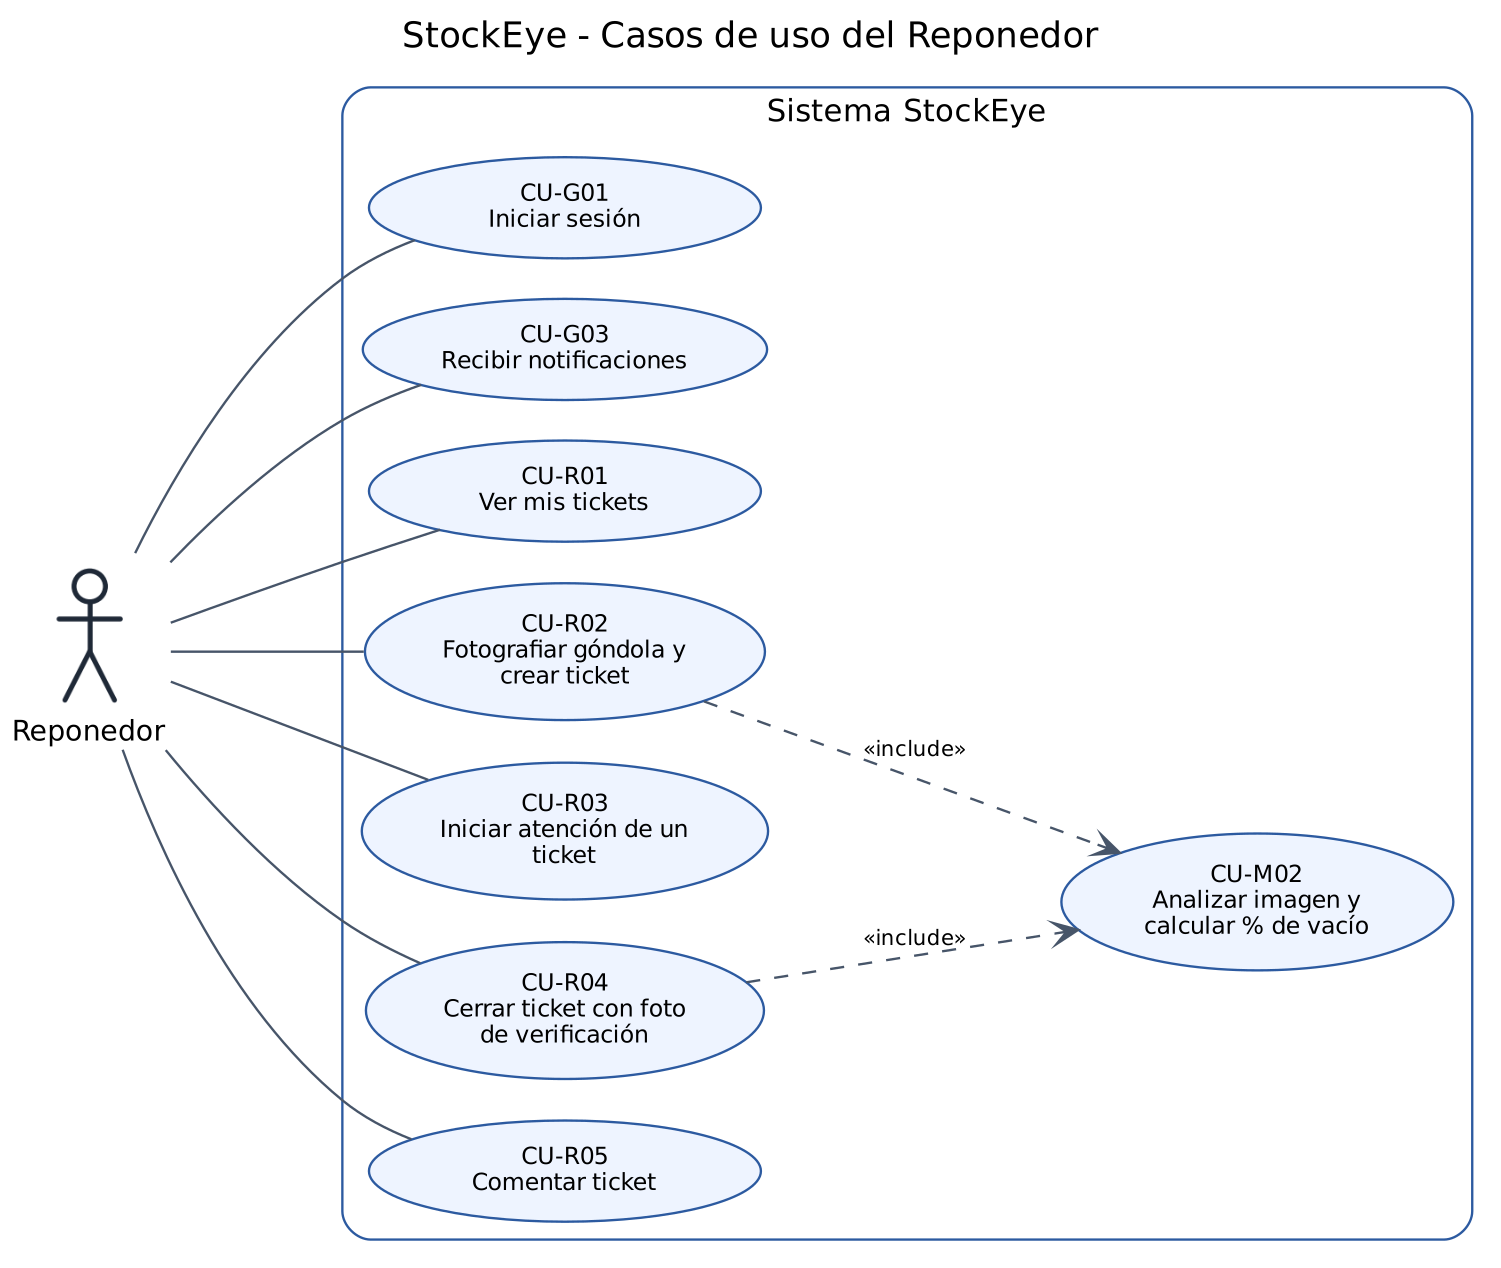 StockEye - Casos de uso del Reponedor
Sistema StockEye
CU-G01
Iniciar sesión
CU-G03
Recibir notificaciones
CU-R01
Ver mis tickets
CU-R02
Fotografiar góndola y
crear ticket
Reponedor
«include»
CU-R03
Iniciar atención de un
ticket
CU-M02
Analizar imagen y
calcular % de vacío
«include»
CU-R04
Cerrar ticket con foto
de verificación
CU-R05
Comentar ticket